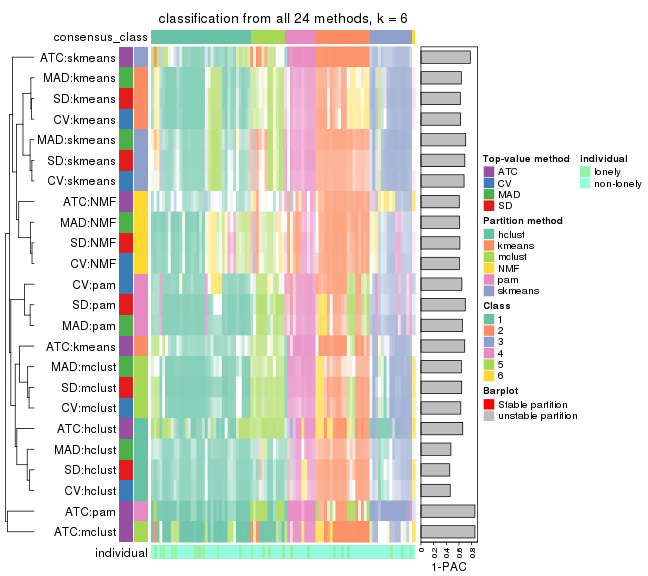 classification from all 24 methods, k = 6
consensus_class
ATC:skmeans
MAD:kmeans
SD:kmeans
CV:kmeans
MAD:skmeans
SD:skmeans
CV:skmeans
ATC:NMF
MAD:NMF
SD:NMF
CV:NMF
CV:pam
SD:pam
MAD:pam
ATC:kmeans
MAD:mclust
SD:mclust
CV:mclust
ATC:hclust
MAD:hclust
SD:hclust
CV:hclust
ATC:pam
ATC:mclust
individual
0 0.2 0.4 0.6 0.8
1-PAC
Top-value method
ATC
CV
MAD
SD
Partition method
hclust
kmeans
mclust
NMF
pam
skmeans
Class
1
2
3
4
5
6
Barplot
Stable partition
unstable partition
individual
lonely
non-lonely